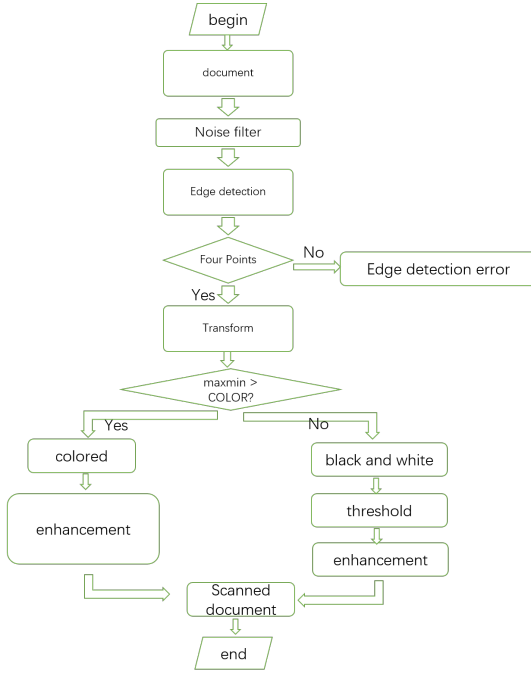 begin
document
Noise filter
Edge detection
Four Points
No
Edge detection error
Yes
Transform
maxmin >
COLOR?
Yes
No
colored
black and white
enhancement
threshold
enhancement
Scanned
document
end